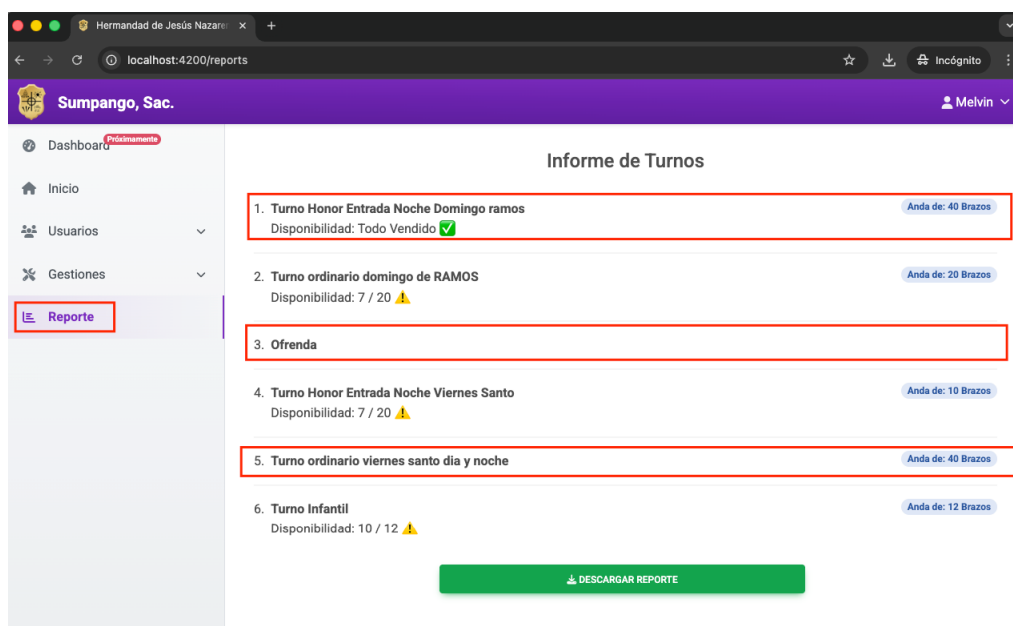 Hermandad de Jesús Nazare
localhost:4200/reports
Incógnito
Sumpango, Sac.
Melvin
Dashboard
Próximamente
Inicio
Usuarios
Gestiones
Reporte
Informe de Turnos
1. Turno Honor Entrada Noche Domingo ramos
Anda de: 40 Brazos
Disponibilidad: Todo Vendido ✅
2. Turno ordinario domingo de RAMOS
Anda de: 20 Brazos
Disponibilidad: 7 / 20 ⚠️
3. Ofrenda
4. Turno Honor Entrada Noche Viernes Santo
Anda de: 10 Brazos
Disponibilidad: 7 / 20 ⚠️
5. Turno ordinario viernes santo dia y noche
Anda de: 40 Brazos
6. Turno Infantil
Anda de: 12 Brazos
Disponibilidad: 10 / 12 ⚠️
DESCARGAR REPORTE